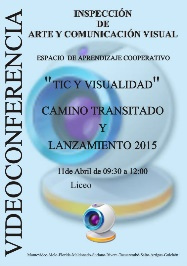 VIDEOCONFERENCIA
INSPECCIÓN
DE
ARTE Y COMUNICACIÓN VISUAL
ESPACIO DE APRENDIZAJE COOPERATIVO
"TIC Y VISUALIDAD"
CAMINO TRANSITADO
Y
LANZAMIENTO 2015
11de Abril de 09:30 a 12:00
Liceo